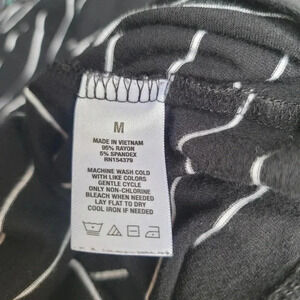 M
MADE IN VIETNAM
95% RAYON
5% SPANDEX
RN154379
MACHINE WASH COLD
WITH LIKE COLORS
GENTLE CYCLE
ONLY NON-CHLORINE
BLEACH WHEN NEEDED
LAY FLAT TO DRY
COOL IRON IF NEEDED